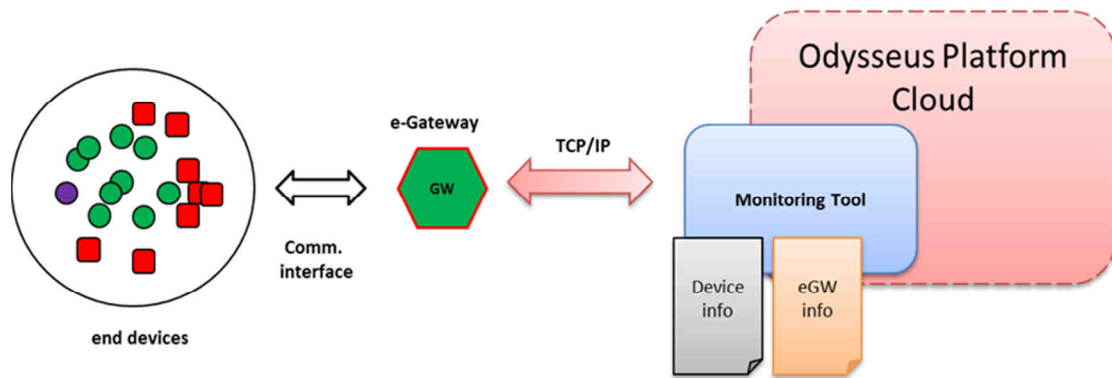 end devices
Comm.
interface
e-Gateway
GW
TCP/IP
Odysseus Platform
Cloud
Monitoring Tool
Device
info
eGW
info